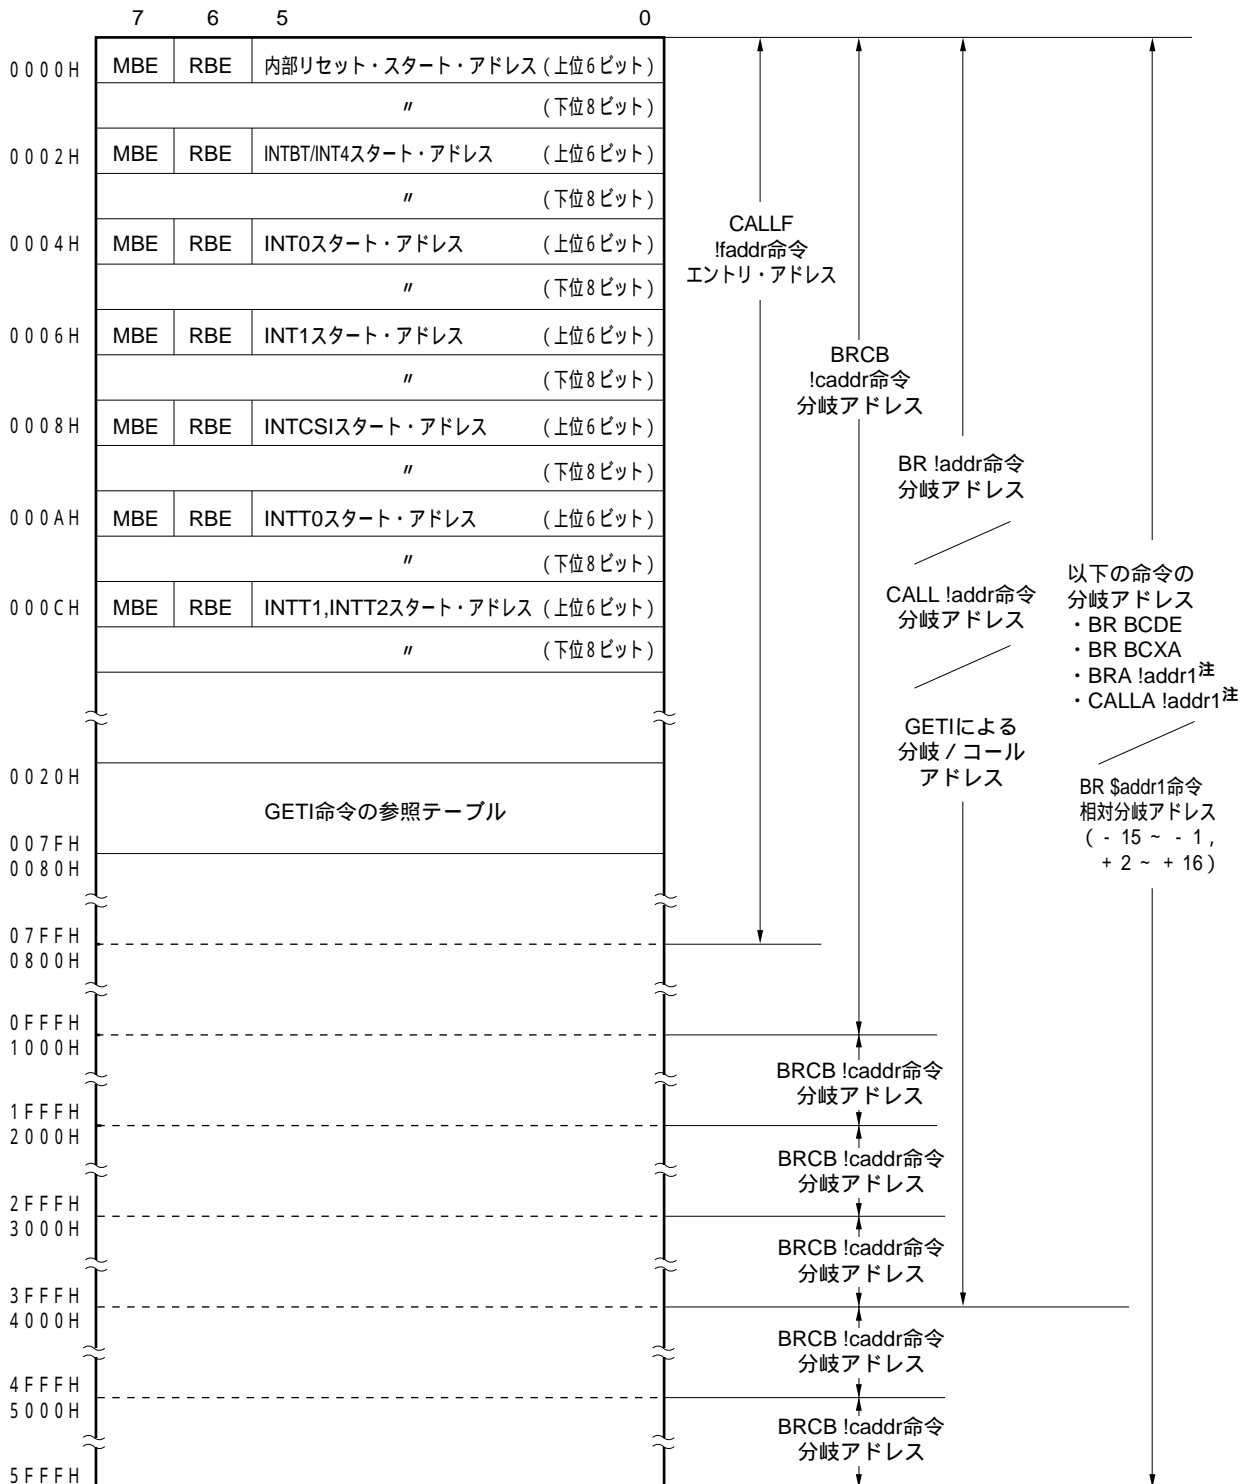 7 6 5 0
0000H MBE RBE 内部リセット・スタート・アドレス(上位6ビット)
〃 (下位8ビット)
0002H MBE RBE INTBT/INT4スタート・アドレス (上位6ビット)
〃 (下位8ビット)
0004H MBE RBE INT0スタート・アドレス (上位6ビット)
〃 (下位8ビット)
0006H MBE RBE INT1スタート・アドレス (上位6ビット)
〃 (下位8ビット)
0008H MBE RBE INTCSIスタート・アドレス (上位6ビット)
〃 (下位8ビット)
000AH MBE RBE INTT0スタート・アドレス (上位6ビット)
〃 (下位8ビット)
000CH MBE RBE INTT1,INTT2スタート・アドレス (上位6ビット)
〃 (下位8ビット)
0020H
GETI命令の参照テーブル
007FH
0080H
07FFH
0800H
0FFFH
1000H
1FFFH
2000H
2FFFH
3000H
3FFFH
4000H
4FFFH
5000H
5FFFH
CALLF
!faddr命令
エントリ・アドレス
BRCB
!caddr命令
分岐アドレス
BRCB !caddr命令
分岐アドレス
BRCB !caddr命令
分岐アドレス
BRCB !caddr命令
分岐アドレス
BRCB !caddr命令
分岐アドレス
BRCB !caddr命令
分岐アドレス
BR !addr命令
分岐アドレス
CALL !addr命令
分岐アドレス
GETIによる
分岐/コール
アドレス
以下の命令の
分岐アドレス
・BR BCDE
・BR BCXA
・BRA !addr1注
・CALLA !addr1注
BR $addr1命令
相対分岐アドレス
(-15~-1,
+2~+16)